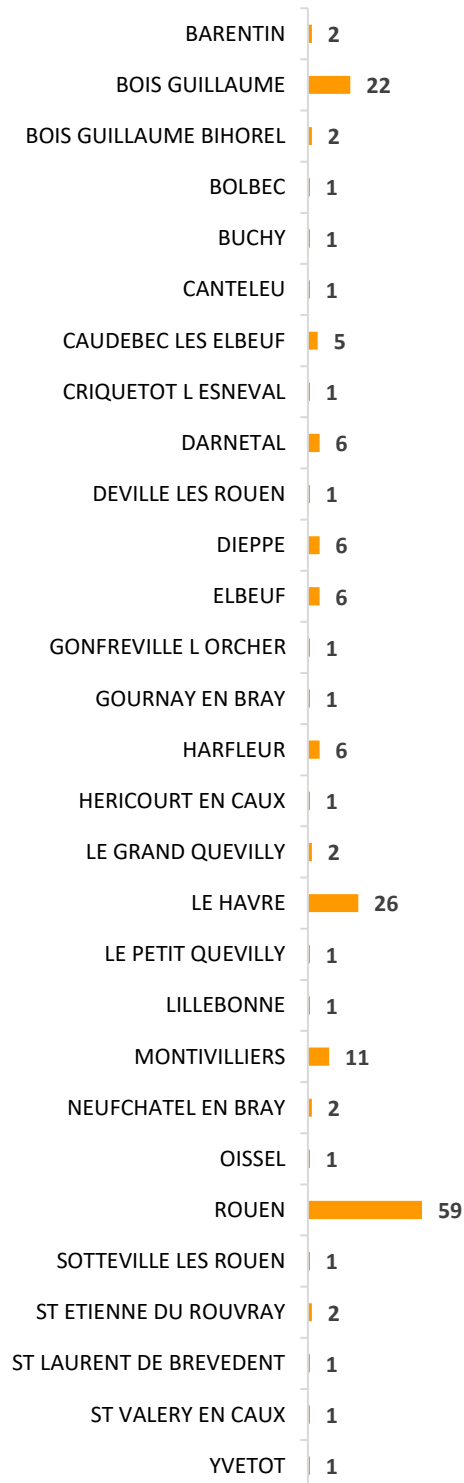 BARENTIN 2
BOIS GUILLAUME 22
BOIS GUILLAUME BIHOREL 2
BOLBEC 1
BUCHY 1
CANTELEU 1
CAUDEBEC LES ELBEUF 5
CRIQUETOT L ESNEVAL 1
DARNETAL 6
DEVILLE LES ROUEN 1
DIEPPE 6
ELBEUF 6
GONFREVILLE L ORCHER 1
GOURNAY EN BRAY 1
HARFLEUR 6
HERICOURT EN CAUX 1
LE GRAND QUEVILLY 2
LE HAVRE 26
LE PETIT QUEVILLY 1
LILLEBONNE 1
MONTIVILLIERS 11
NEUFCHATEL EN BRAY 2
OISSEL 1
ROUEN 59
SOTTEVILLE LES ROUEN 1
ST ETIENNE DU ROUVRAY 2
ST LAURENT DE BREVEDENT 1
ST VALERY EN CAUX 1
YVETOT 1